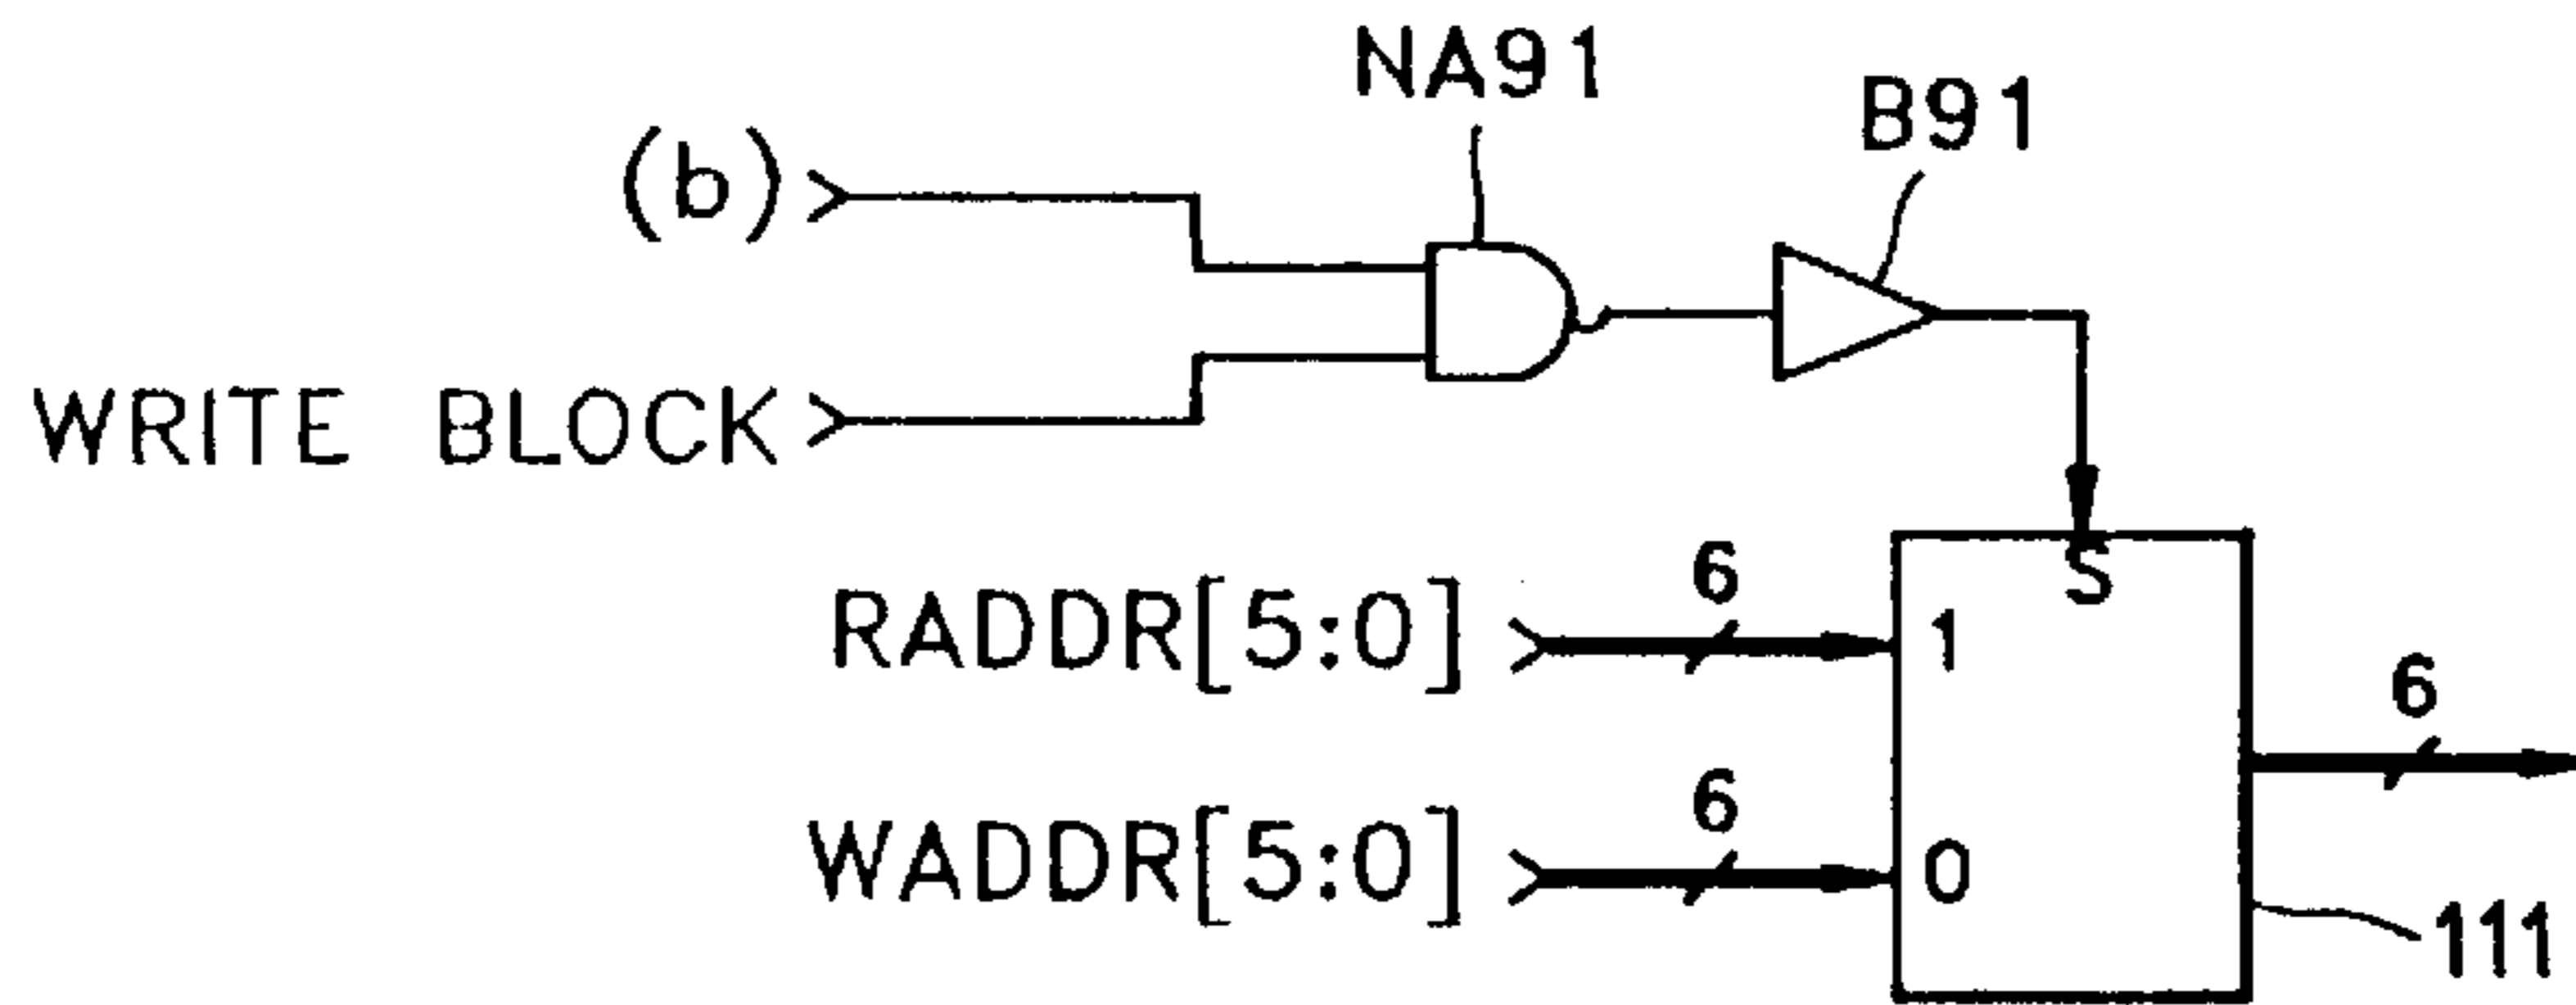 NA91
B91
(b)
WRITE BLOCK
S
RADDR[5:0]
6
1
6
WADDR[5:0]
6
0
111